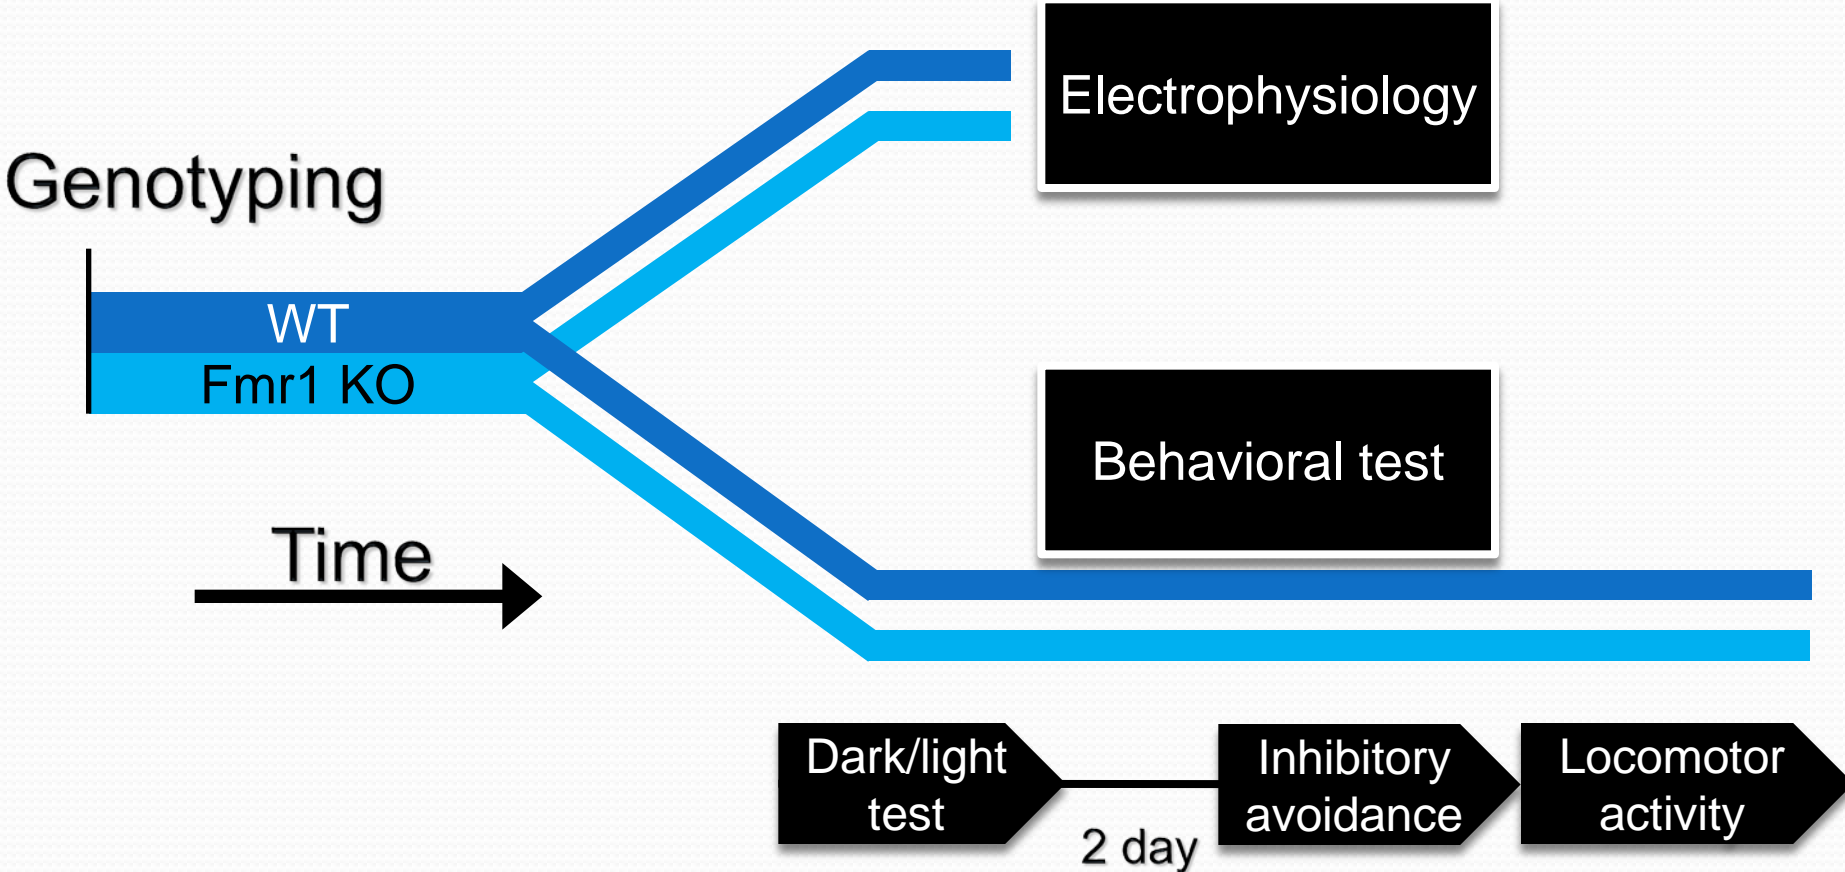 Electrophysiology
Genotyping
WT
Fmr1 KO
Behavioral test
Time
Dark/light
test
2 day
Inhibitory
avoidance
Locomotor
activity